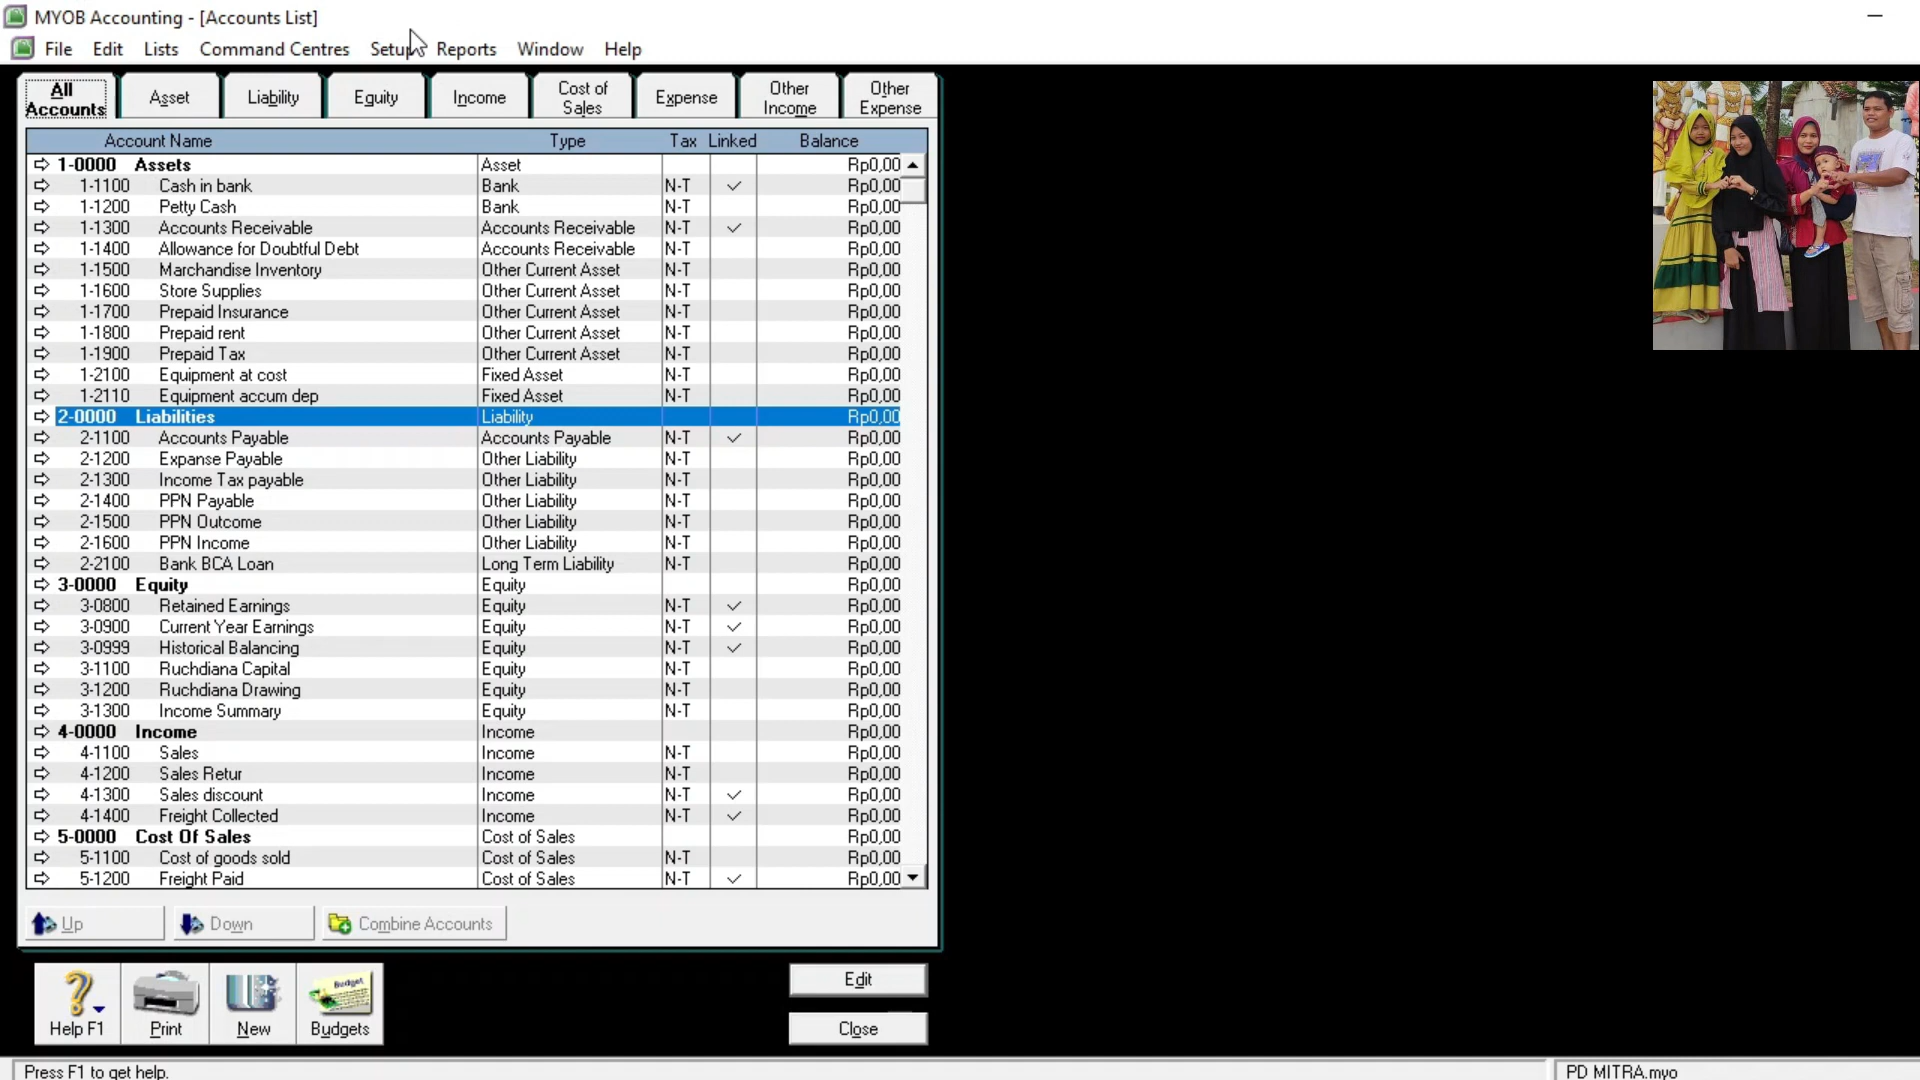 MYOB Accounting - [Accounts List]
File Edit Lists Command Centres Setup Reports Window Help
All Accounts Asset Liability Equity Income Cost of Sales Expense Other Income Other Expense
Account Name Type Tax Linked Balance
1-0000 Assets Asset Rp0,00
1-1100 Cash in bank Bank N-T Rp0,00
1-1200 Petty Cash Bank N-T Rp0,00
1-1300 Accounts Receivable Accounts Receivable N-T Rp0,00
1-1400 Allowance for Doubtful Debt Accounts Receivable N-T Rp0,00
1-1500 Marchandise Inventory Other Current Asset N-T Rp0,00
1-1600 Store Supplies Other Current Asset N-T Rp0,00
1-1700 Prepaid Insurance Other Current Asset N-T Rp0,00
1-1800 Prepaid rent Other Current Asset N-T Rp0,00
1-1900 Prepaid Tax Other Current Asset N-T Rp0,00
1-2100 Equipment at cost Fixed Asset N-T Rp0,00
1-2110 Equipment accum dep Fixed Asset N-T Rp0,00
2-0000 Liabilities Liability Rp0,00
2-1100 Accounts Payable Accounts Payable N-T Rp0,00
2-1200 Expanse Payable Other Liability N-T Rp0,00
2-1300 Income Tax payable Other Liability N-T Rp0,00
2-1400 PPN Payable Other Liability N-T Rp0,00
2-1500 PPN Outcome Other Liability N-T Rp0,00
2-1600 PPN Income Other Liability N-T Rp0,00
2-2100 Bank BCA Loan Long Term Liability N-T Rp0,00
3-0000 Equity Equity Rp0,00
3-0800 Retained Earnings Equity N-T Rp0,00
3-0900 Current Year Earnings Equity N-T Rp0,00
3-0999 Historical Balancing Equity N-T Rp0,00
3-1100 Ruchdiana Capital Equity N-T Rp0,00
3-1200 Ruchdiana Drawing Equity N-T Rp0,00
3-1300 Income Summary Equity N-T Rp0,00
4-0000 Income Income Rp0,00
4-1100 Sales Income N-T Rp0,00
4-1200 Sales Retur Income N-T Rp0,00
4-1300 Sales discount Income N-T Rp0,00
4-1400 Freight Collected Income N-T Rp0,00
5-0000 Cost Of Sales Cost of Sales Rp0,00
5-1100 Cost of goods sold Cost of Sales N-T Rp0,00
5-1200 Freight Paid Cost of Sales N-T Rp0,00
Up Down Combine Accounts
Budget
Help F1 Print New Budgets
Edit
Close
Press F1 to get help.
PD MITRA.myo